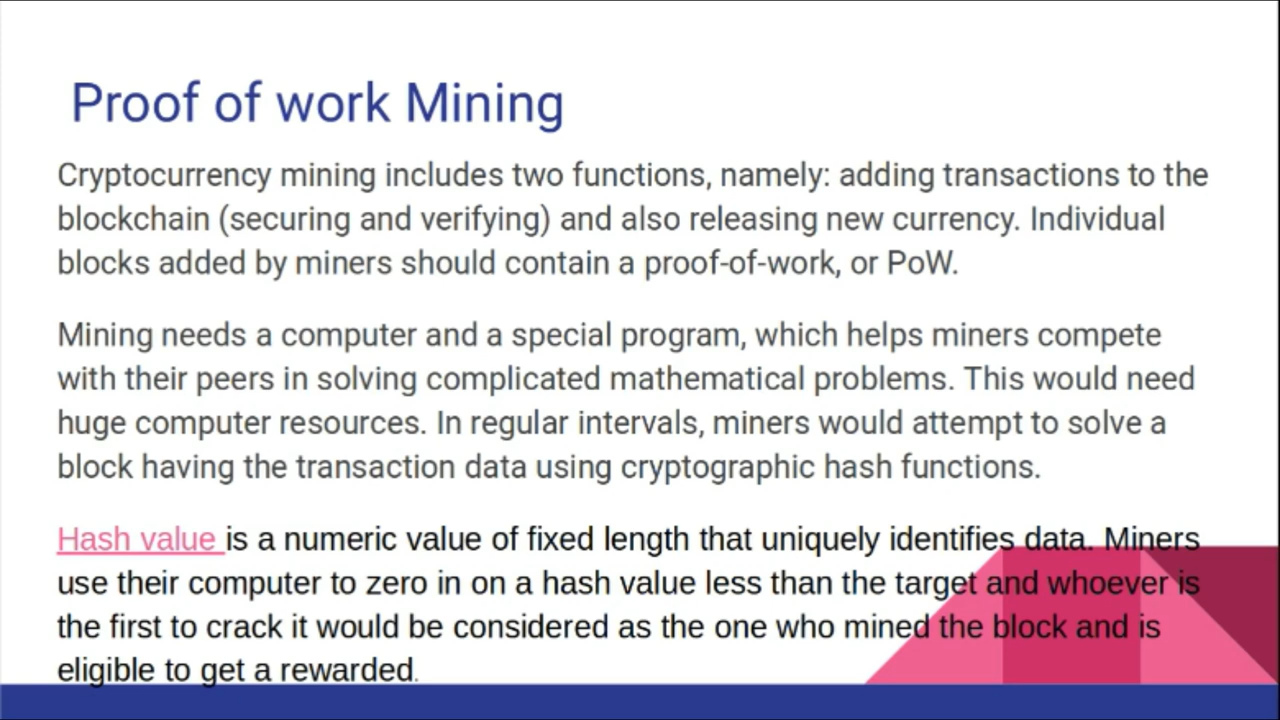 Proof of work Mining
Cryptocurrency mining includes two functions, namely: adding transactions to the
blockchain (securing and verifying) and also releasing new currency. Individual
blocks added by miners should contain a proof-of-work, or PoW.
Mining needs a computer and a special program, which helps miners compete
with their peers in solving complicated mathematical problems. This would need
huge computer resources. In regular intervals, miners would attempt to solve a
block having the transaction data using cryptographic hash functions.
Hash value is a numeric value of fixed length that uniquely identifies data. Miners
use their computer to zero in on a hash value less than the target and whoever is
the first to crack it would be considered as the one who mined the block and is
eligible to get a rewarded.